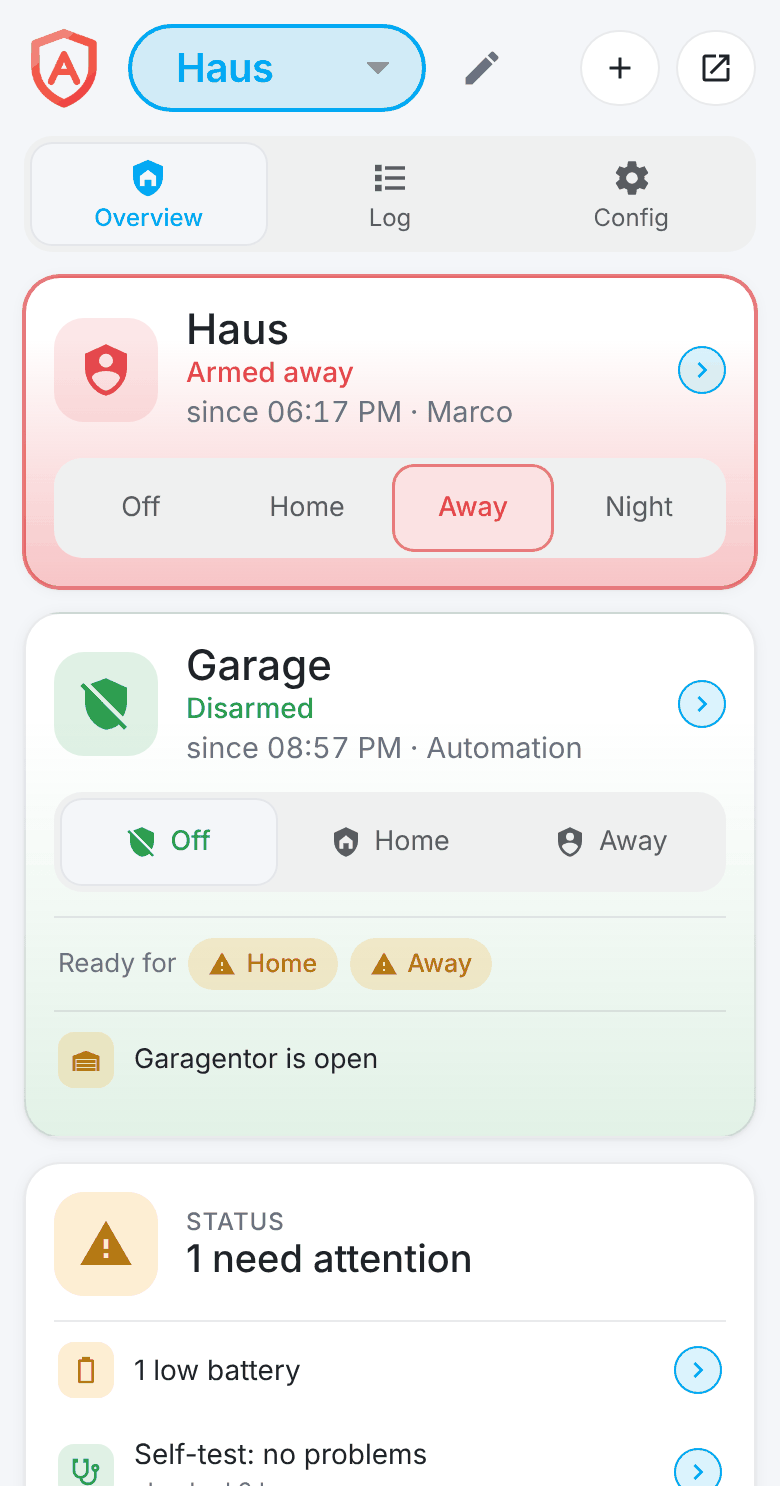 Haus
Overview
Log
Config
Haus
Armed away
since 06:17 PM · Marco
Off
Home
Away
Night
Garage
Disarmed
since 08:57 PM · Automation
Off
Home
Away
Ready for
Home
Away
Garagentor is open
STATUS
1 need attention
1 low battery
Self-test: no problems